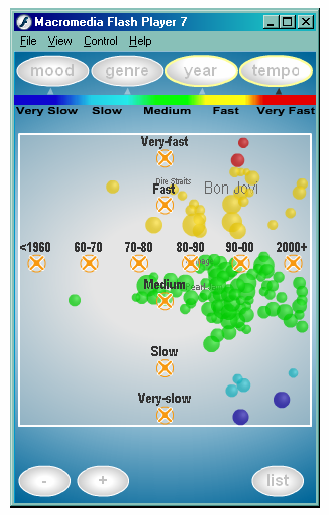 Macromedia Flash Player 7
File View Control Help
mood genre year tempo
Very Slow Slow Medium Fast Very Fast
Very-fast
Dire Straits
Fast
Bon Jovi
<1960 60-70 70-80 80-90 90-00 2000+
Medium
Slow
Very-slow
- + list